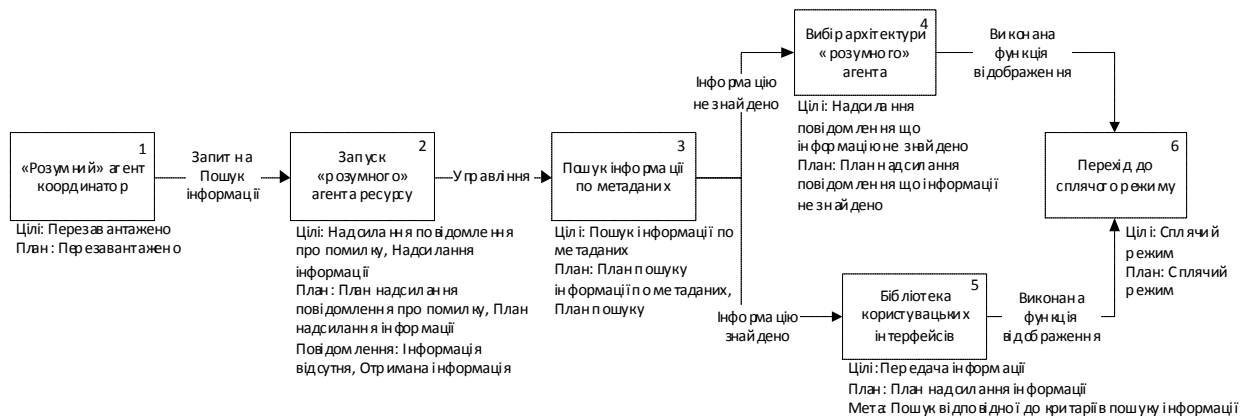 1
«Розумний» агент
координатор
Цілі: Перезавантажено
План: Перезавантажено
Запит на
Пошук
інформації
2
Запуск
«розумного»
агента ресурсу
Цілі: Надсилання повідомлення
про помилку, Надсилання
інформації
План: План надсилання
повідомлення про помилку, План
надсилання інформації
Повідомлення: Інформація
відсутня, Отримана інформація
Управління
3
Пошук інформації
по метаданих
Цілі: Пошук інформації по
метаданих
План: План пошуку
інформації по метаданих,
План пошуку
Інформацію
не знайдено
4
Вибір архітектури
«розумного»
агента
Цілі: Надсилання
повідомлення що
інформацію не знайдено
План: План надсилання
повідомлення що інформації
не знайдено
Виконана
функція
відображення
Інформацію
знайдено
5
Бібліотека
користувацьких
інтерфейсів
Цілі: Передача інформації
План: План надсилання інформації
Мета: Пошук відповідної до критаріїв пошуку інформації
Виконана
функція
відображення
6
Перехід до
сплячого режиму
Цілі: Сплячий
режим
План: Сплячий
режим